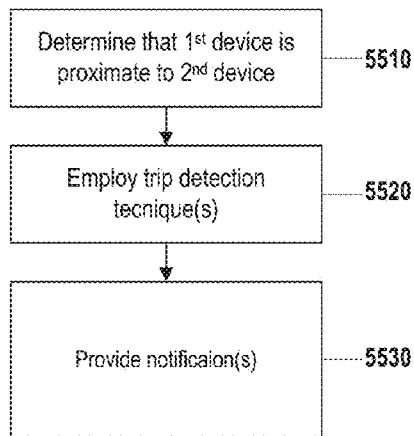 Determine that 1st device is
proximate to 2nd device
5510
Employ trip detection
tecnique(s)
5520
Provide notificaion(s)
5530